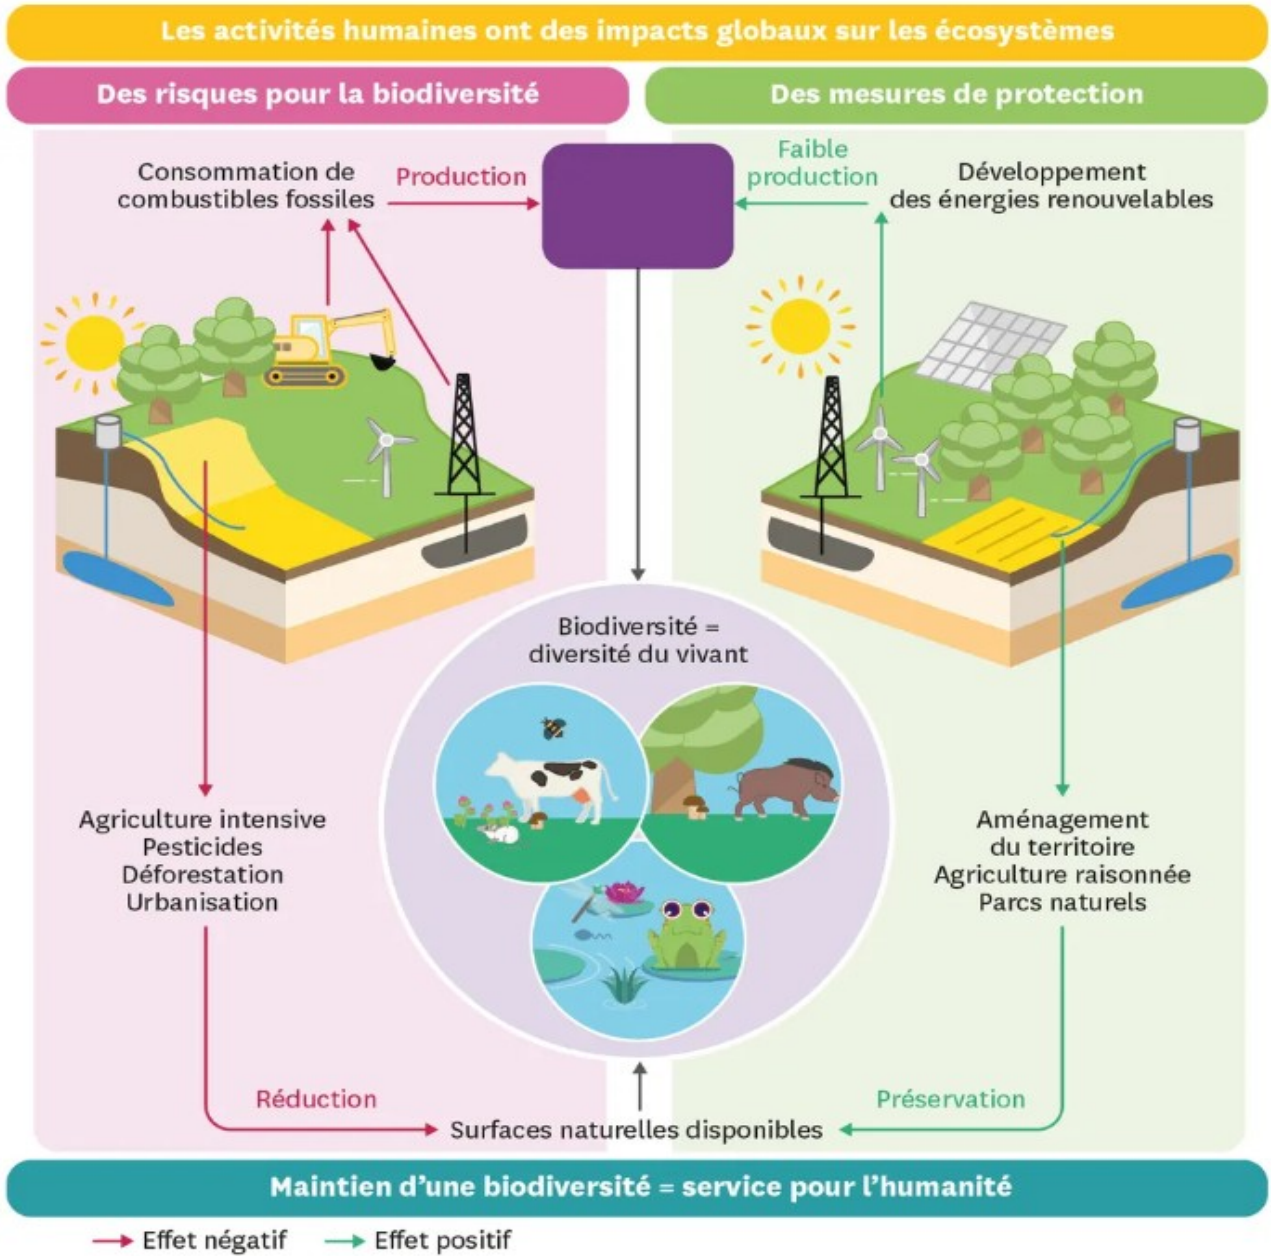 Les activités humaines ont des impacts globaux sur les écosystèmes
Des risques pour la biodiversité
Des mesures de protection
Consommation de
combustibles fossiles
Production
Faible
production
Développement
des énergies renouvelables
Biodiversité =
diversité du vivant
Agriculture intensive
Pesticides
Déforestation
Urbanisation
Aménagement
du territoire
Agriculture raisonnée
Parcs naturels
Réduction
Préservation
Surfaces naturelles disponibles
Maintien d’une biodiversité = service pour l’humanité
Effet négatif
Effet positif